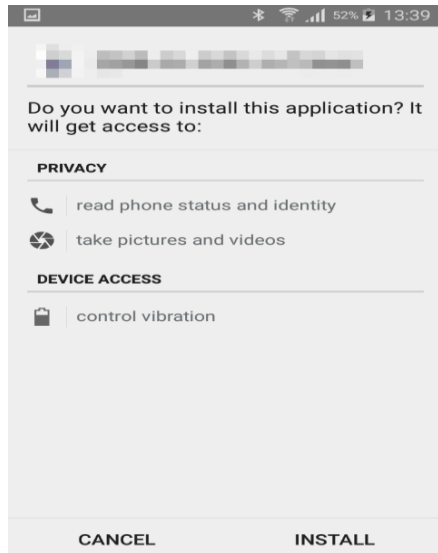 52% 13:39
Do you want to install this application? It
will get access to:
PRIVACY
read phone status and identity
take pictures and videos
DEVICE ACCESS
control vibration
CANCEL INSTALL